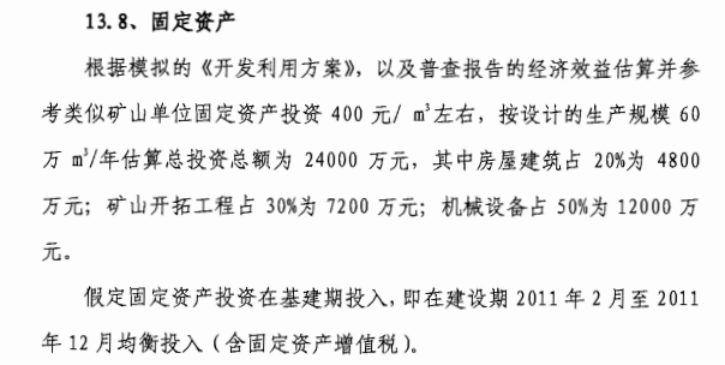 13.8、固定资产
根据模拟的《开发利用方案》，以及普查报告的经济效益估算并参
考类似矿山单位固定资产投资 400 元/ m³左右，按设计的生产规模 60
万 m³/年估算总投资总额为 24000 万元，其中房屋建筑占 20%为 4800
万元；矿山开拓工程占 30%为 7200 万元；机械设备占 50%为 12000 万
元。
假定固定资产投资在基建期投入，即在建设期 2011 年 2 月至 2011
年 12 月均衡投入（含固定资产增值税）。